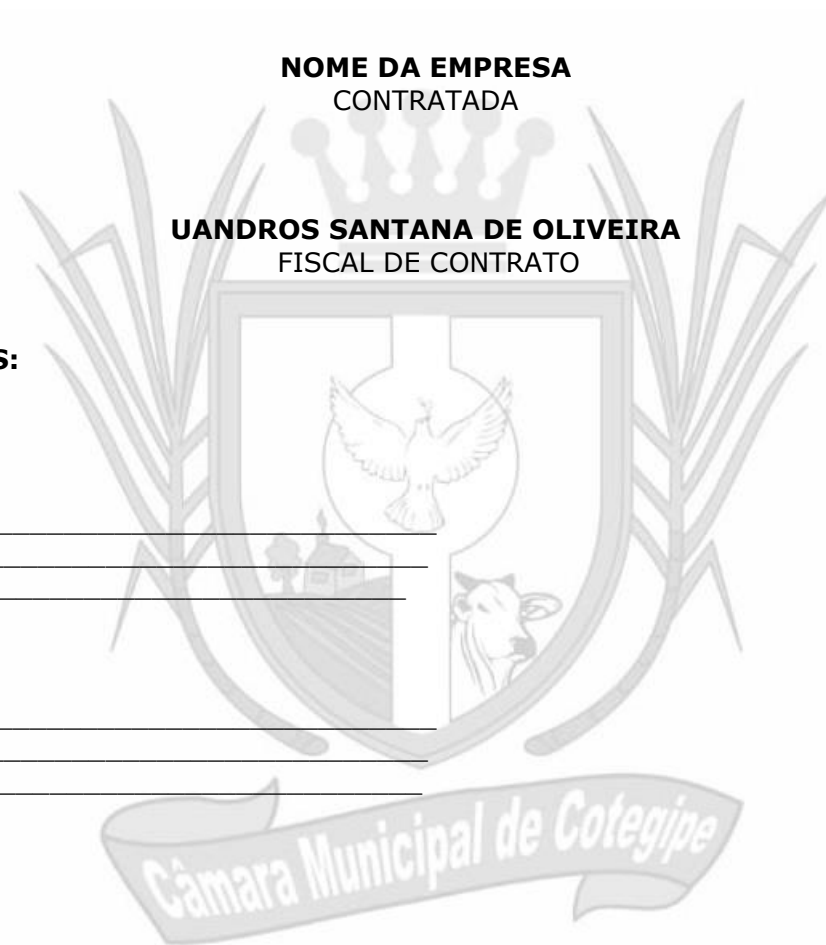 NOME DA EMPRESA
CONTRATADA
UANDROS SANTANA DE OLIVEIRA
FISCAL DE CONTRATO
S:
Câmara Municipal de Cotegipe